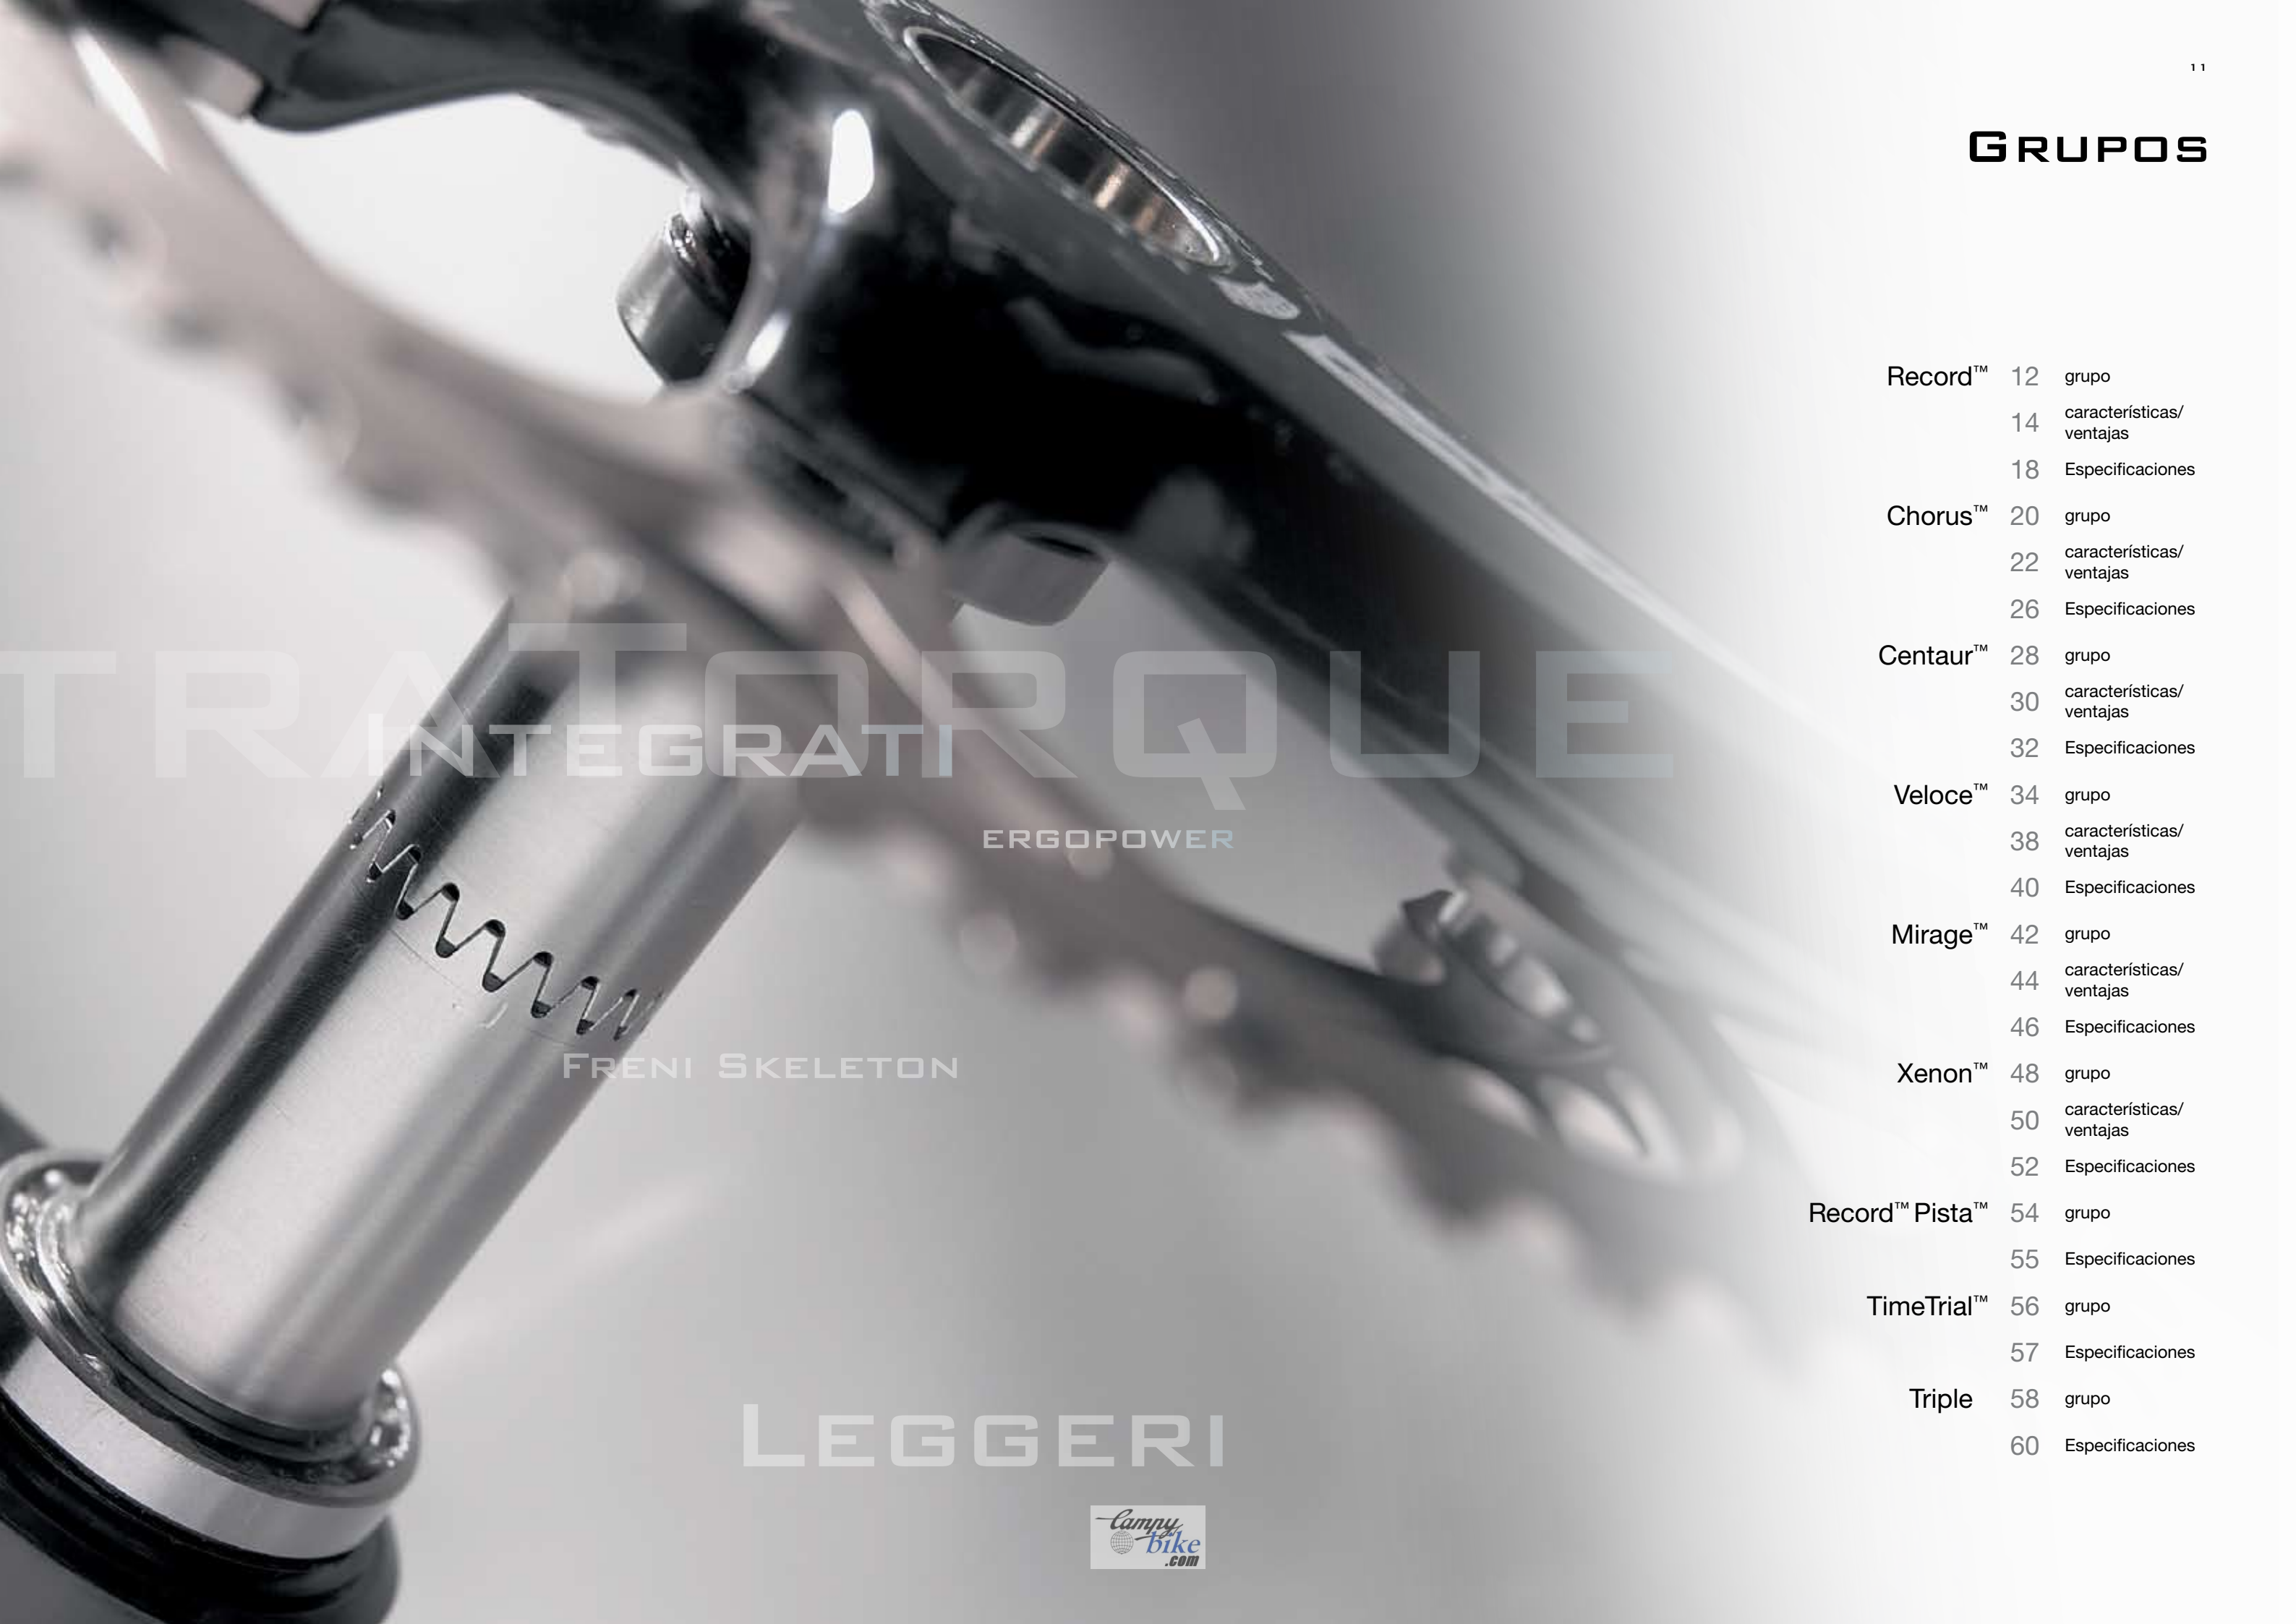 11
GRUPOS
Record™ 12 grupo
14 características/
ventajas
18 Especificaciones
Chorus™ 20 grupo
22 características/
ventajas
26 Especificaciones
Centaur™ 28 grupo
30 características/
ventajas
32 Especificaciones
Veloce™ 34 grupo
38 características/
ventajas
40 Especificaciones
Mirage™ 42 grupo
44 características/
ventajas
46 Especificaciones
Xenon™ 48 grupo
50 características/
ventajas
52 Especificaciones
Record™ Pista™ 54 grupo
55 Especificaciones
TimeTrial™ 56 grupo
57 Especificaciones
Triple 58 grupo
60 Especificaciones
TRATORQUE
INTEGRATI
ERGOPOWER
FRENI SKELETON
LEGGERI
Campy
bike
.com